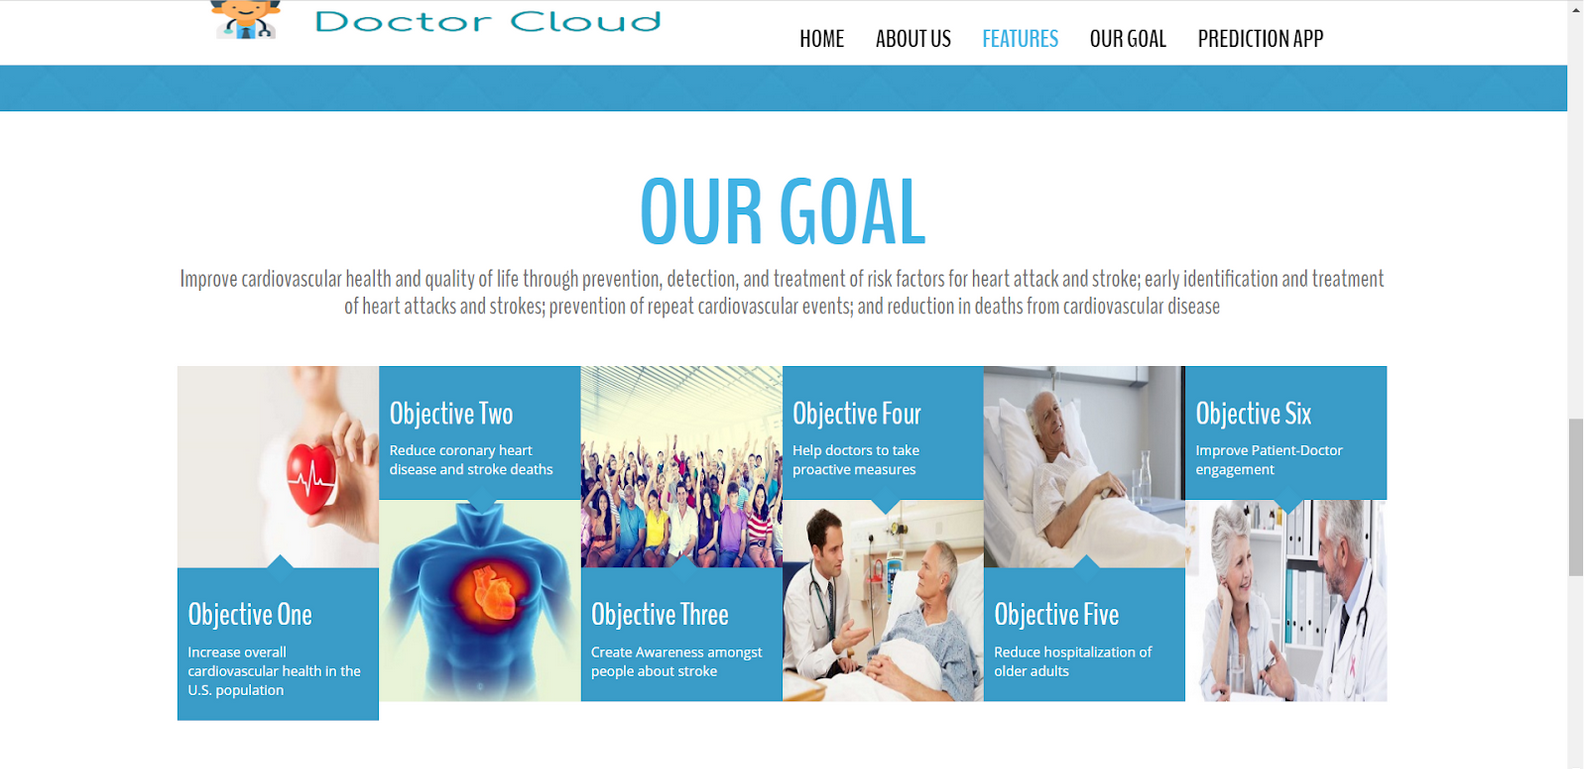 Doctor Cloud
HOME ABOUT US FEATURES OUR GOAL PREDICTION APP
OUR GOAL
Improve cardiovascular health and quality of life through prevention, detection, and treatment of risk factors for heart attack and stroke; early identification and treatment
of heart attacks and strokes; prevention of repeat cardiovascular events; and reduction in deaths from cardiovascular disease
Objective One
Increase overall
cardiovascular health in the
U.S. population
Objective Two
Reduce coronary heart
disease and stroke deaths
Objective Three
Create Awareness amongst
people about stroke
Objective Four
Help doctors to take
proactive measures
Objective Five
Reduce hospitalization of
older adults
Objective Six
Improve Patient-Doctor
engagement